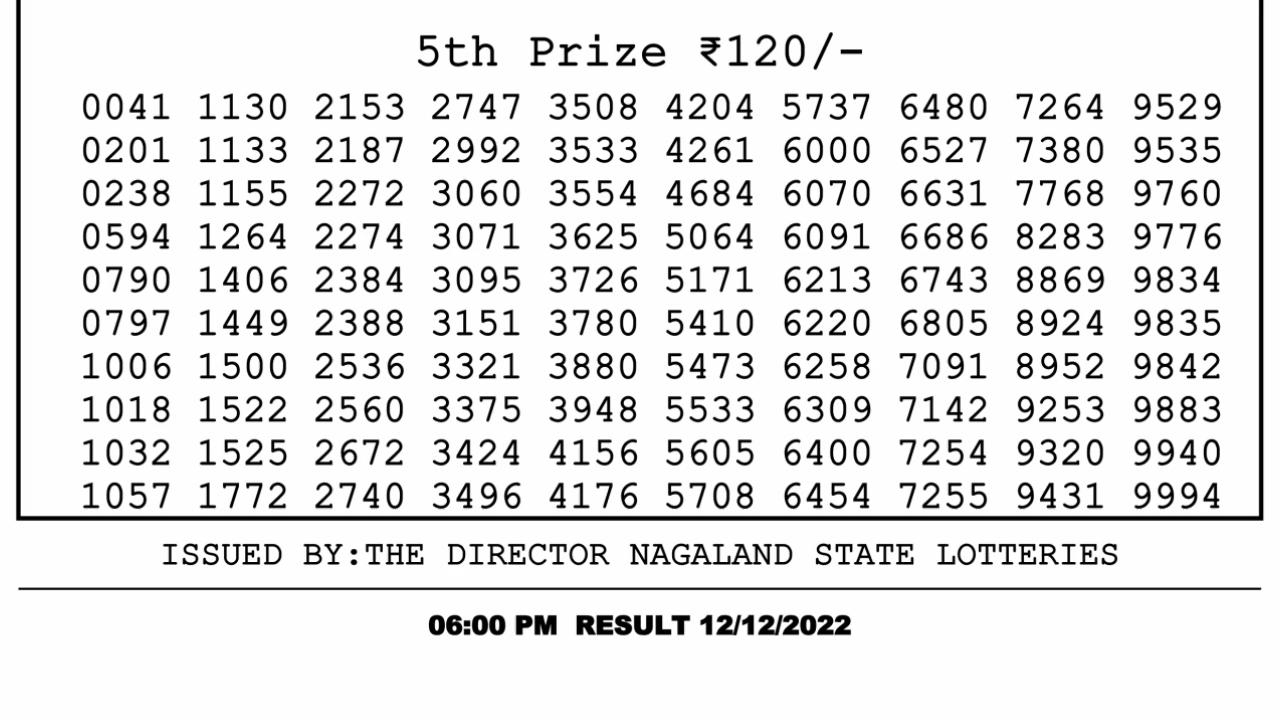 5th Prize ₹120/-
0041 1130 2153 2747 3508 4204 5737 6480 7264 9529
0201 1133 2187 2992 3533 4261 6000 6527 7380 9535
0238 1155 2272 3060 3554 4684 6070 6631 7768 9760
0594 1264 2274 3071 3625 5064 6091 6686 8283 9776
0790 1406 2384 3095 3726 5171 6213 6743 8869 9834
0797 1449 2388 3151 3780 5410 6220 6805 8924 9835
1006 1500 2536 3321 3880 5473 6258 7091 8952 9842
1018 1522 2560 3375 3948 5533 6309 7142 9253 9883
1032 1525 2672 3424 4156 5605 6400 7254 9320 9940
1057 1772 2740 3496 4176 5708 6454 7255 9431 9994
ISSUED BY:THE DIRECTOR NAGALAND STATE LOTTERIES
06:00 PM RESULT 12/12/2022